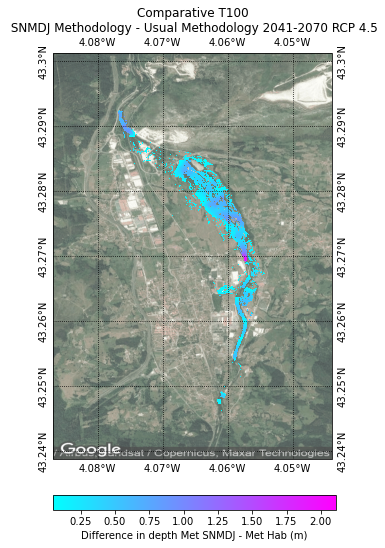 Comparative T100
SNMDJ Methodology - Usual Methodology 2041-2070 RCP 4.5
4.08°W 4.07°W 4.06°W 4.05°W
43.3°N 43.3°N
43.29°N 43.29°N
43.28°N 43.28°N
43.27°N 43.27°N
43.26°N 43.26°N
43.25°N 43.25°N
43.24°N 43.24°N
Google
/ Airbus, Landsat / Copernicus, Maxar Technologies
4.08°W 4.07°W 4.06°W 4.05°W
0.25 0.50 0.75 1.00 1.25 1.50 1.75 2.00
Difference in depth Met SNMDJ - Met Hab (m)